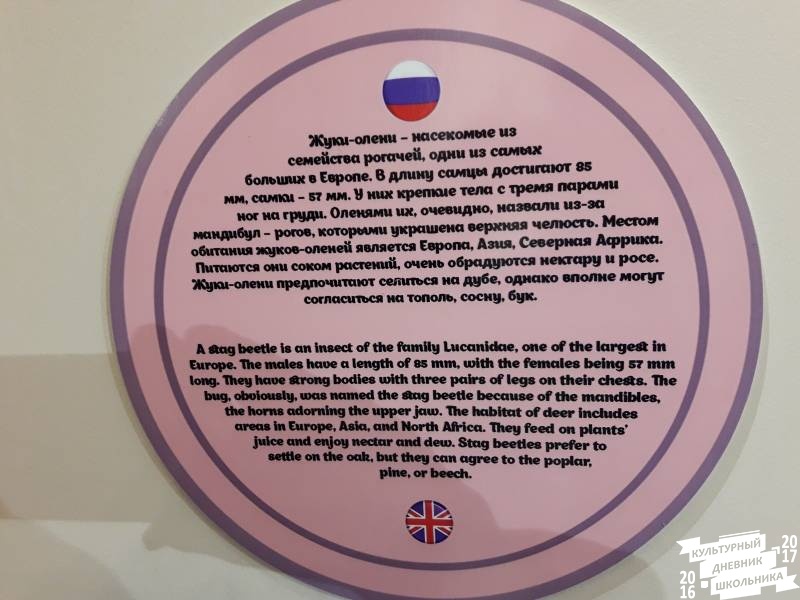 Жуки-олени – насекомые из
семейства рогачей, одни из самых
больших в Европе. В длину самцы достигают 85
мм, самки – 57 мм. У них крепкие тела с тремя парами
ног на груди. Оленями их, очевидно, назвали из-за
мандибул – рогов, которыми украшена верхняя челюсть. Местом
обитания жуков-оленей является Европа, Азия, Северная Африка.
Питаются они соком растений, очень обрадуются нектару и росе.
Жуки-олени предпочитают селиться на дубе, однако вполне могут
согласиться на тополь, сосну, бук.
A stag beetle is an insect of the family Lucanidae, one of the largest in
Europe. The males have a length of 85 mm, with the females being 57 mm
long. They have strong bodies with three pairs of legs on their chests. The
bug, obviously, was named the stag beetle because of the mandibles,
the horns adorning the upper jaw. The habitat of deer includes
areas in Europe, Asia, and North Africa. They feed on plants'
juice and enjoy nectar and dew. Stag beetles prefer to
settle on the oak, but they can agree to the poplar,
pine, or beech.
КУЛЬТУРНЫЙ
ДНЕВНИК
ШКОЛЬНИКА
2016
2017